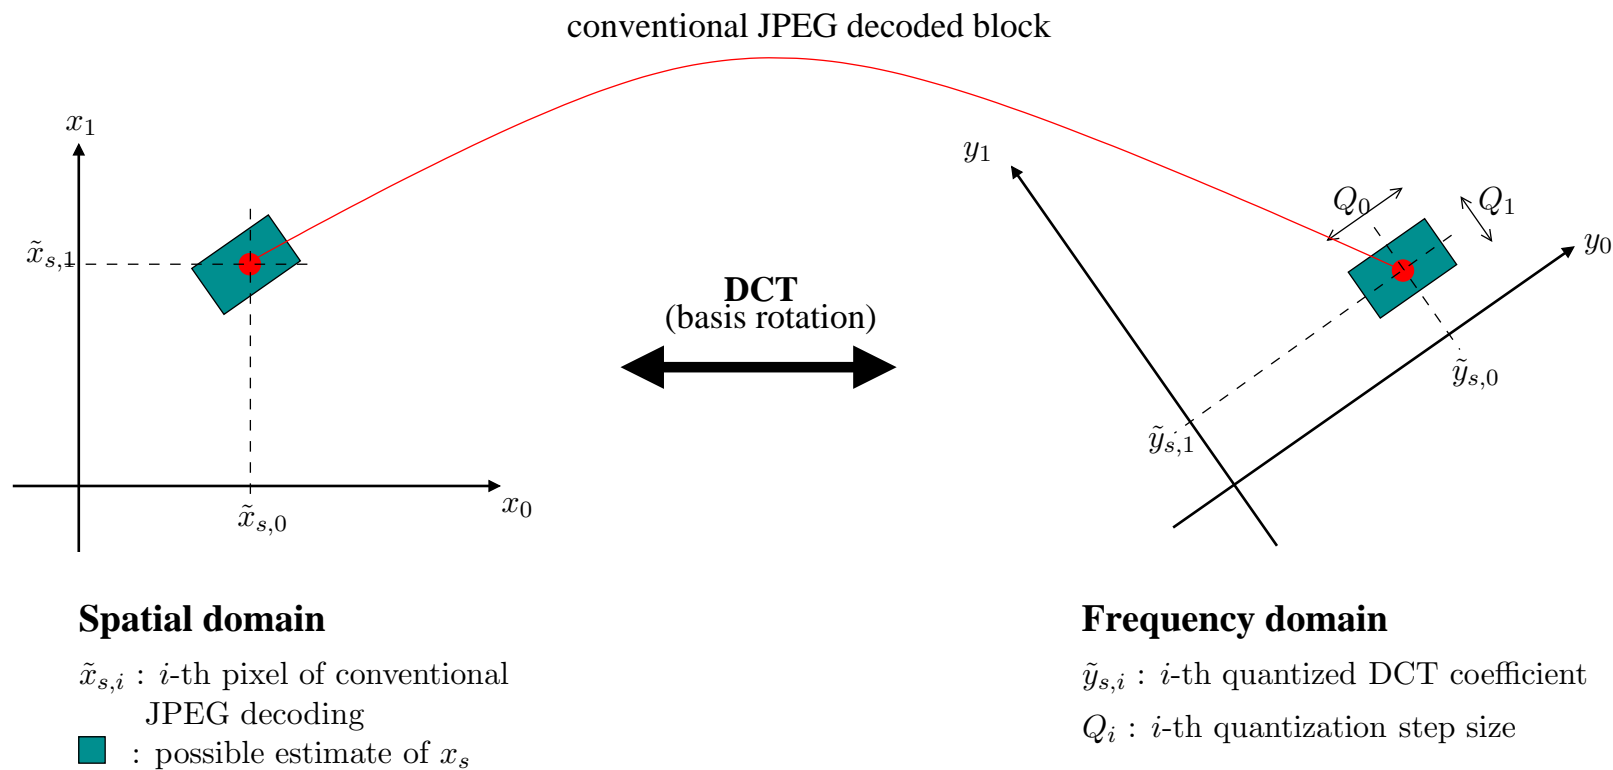 conventional JPEG decoded block
x₁
x̃ₛ,₁
x̃ₛ,₀
x₀
DCT
(basis rotation)
y₁
Q₀
Q₁
y₀
ỹₛ,₀
ỹₛ,₁
Spatial domain
x̃ₛ,ᵢ : i-th pixel of conventional
JPEG decoding
: possible estimate of xₛ
Frequency domain
ỹₛ,ᵢ : i-th quantized DCT coefficient
Qᵢ : i-th quantization step size